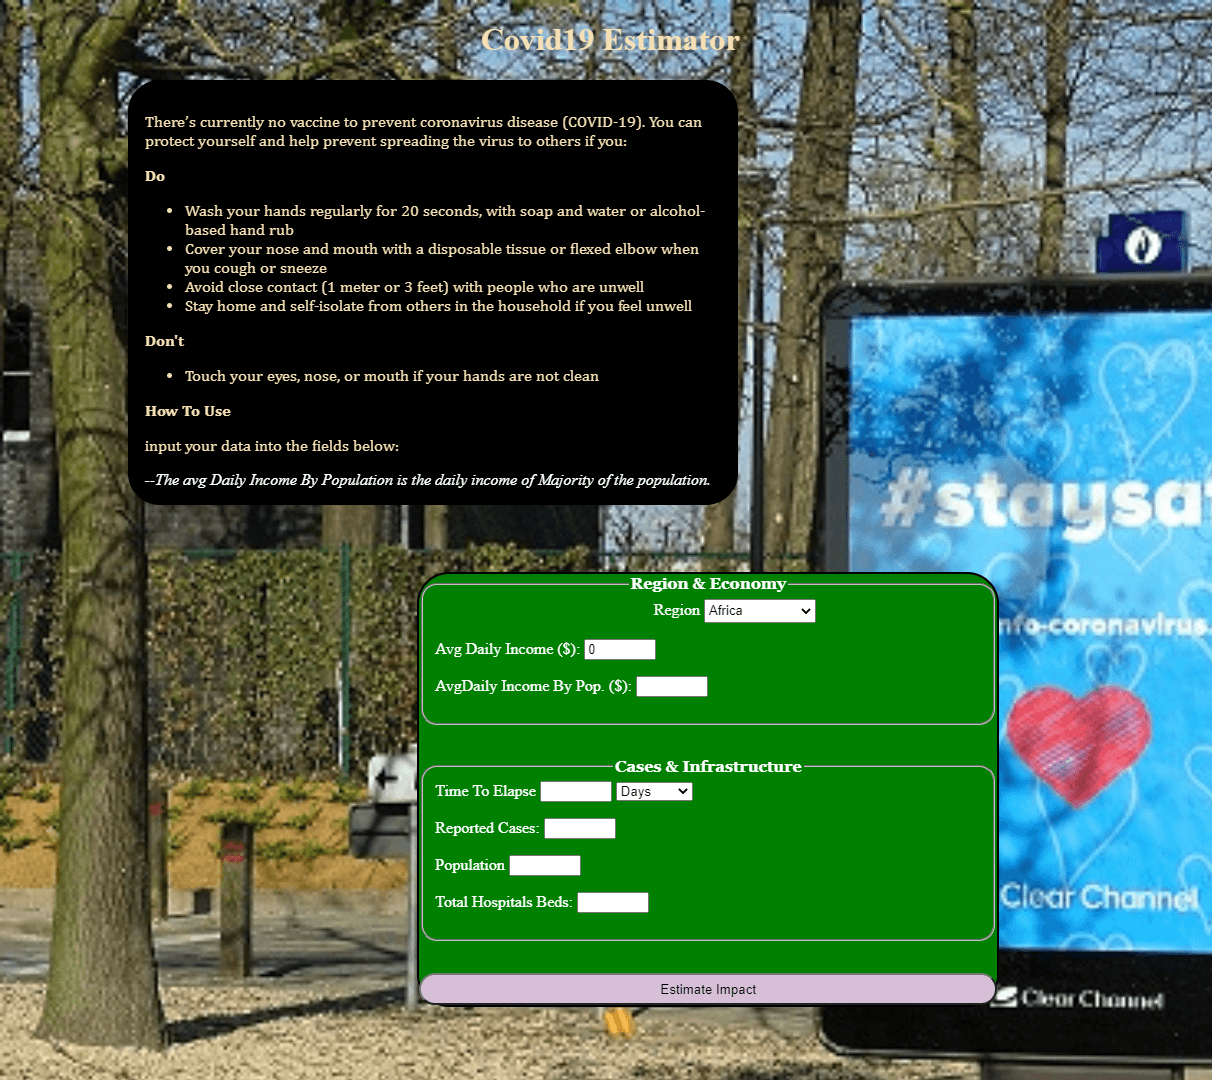 Covid19 Estimator
There's currently no vaccine to prevent coronavirus disease (COVID-19). You can
protect yourself and help prevent spreading the virus to others if you:
Do
• Wash your hands regularly for 20 seconds, with soap and water or alcohol-
based hand rub
• Cover your nose and mouth with a disposable tissue or flexed elbow when
you cough or sneeze
• Avoid close contact (1 meter or 3 feet) with people who are unwell
• Stay home and self-isolate from others in the household if you feel unwell
Don't
• Touch your eyes, nose, or mouth if your hands are not clean
How To Use
input your data into the fields below:
--The avg Daily Income By Population is the daily income of Majority of the population.
#staysaf
Region & Economy
Region Africa
Avg Daily Income ($): 0
AvgDaily Income By Pop. ($):
nfo-coronavirus.
Cases & Infrastructure
Time To Elapse Days
Reported Cases:
Population
Total Hospitals Beds:
Clear Channel
Estimate Impact
Clear Channel